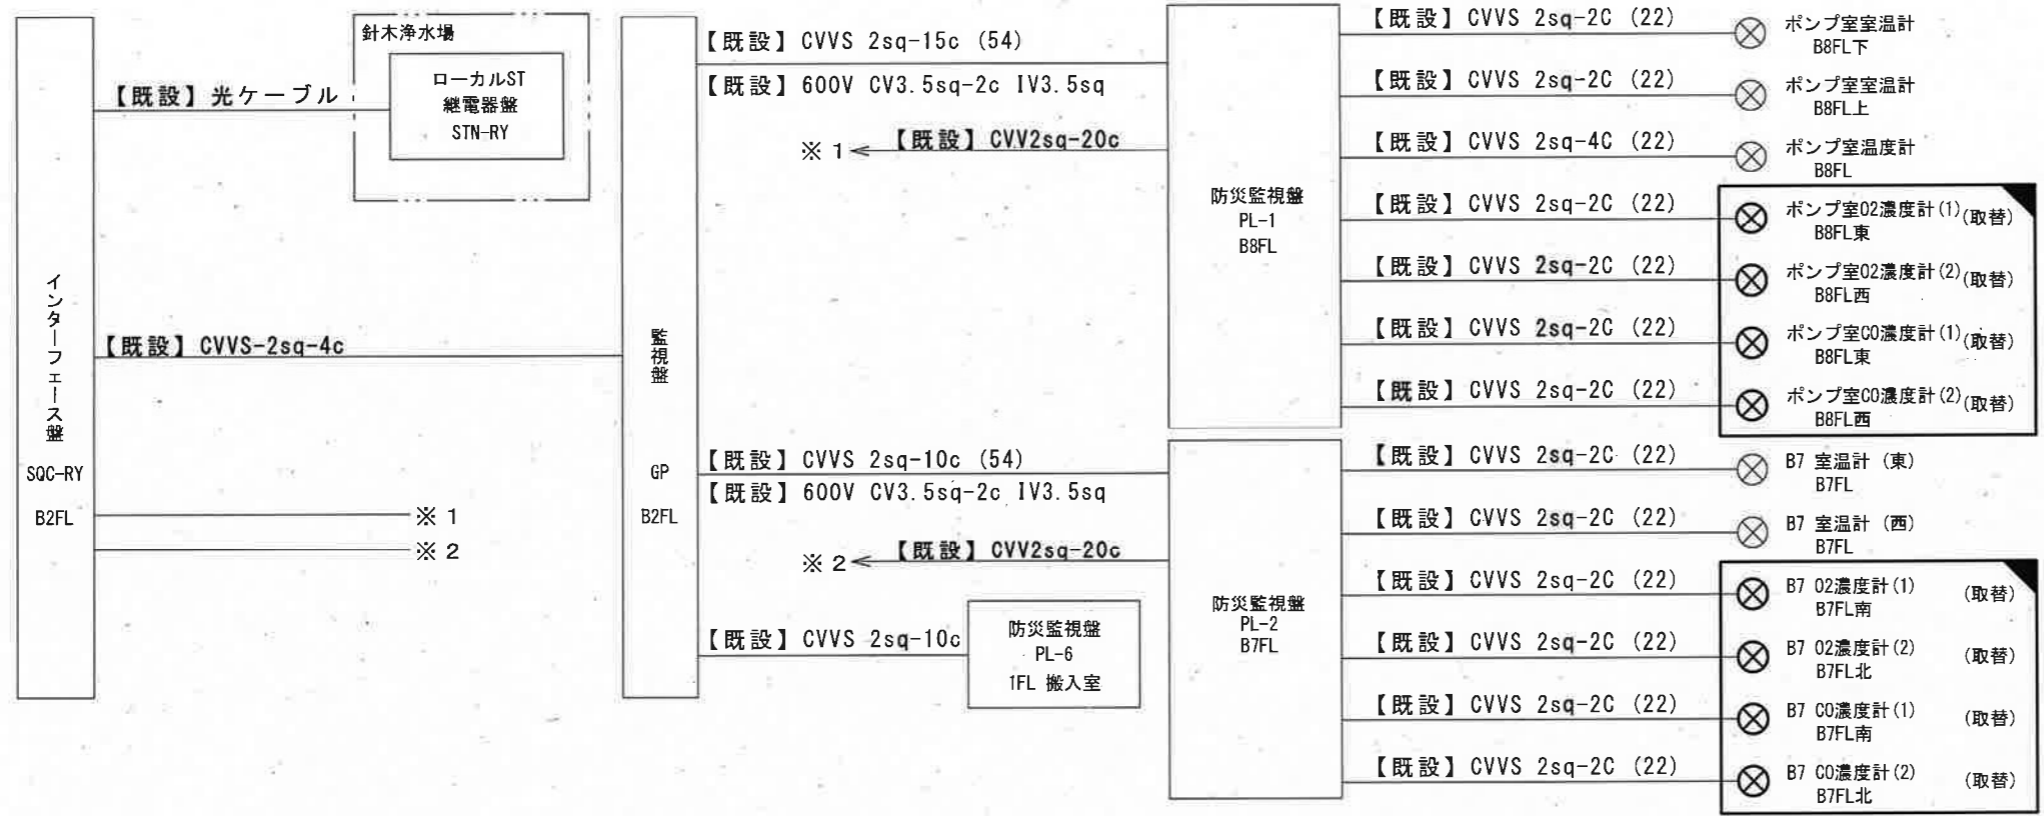 インターフェース盤
SQC-RY
B2FL
【既設】光ケーブル
針木浄水場
ローカルST
継電器盤
STN-RY
【既設】CVVS-2sq-4c
※1
※2
監視盤
GP
B2FL
【既設】CVVS 2sq-15c (54)
【既設】600V CV3.5sq-2c IV3.5sq
※1
【既設】CVV2sq-20c
【既設】CVVS 2sq-10c (54)
【既設】600V CV3.5sq-2c IV3.5sq
※2
【既設】CVV2sq-20c
【既設】CVVS 2sq-10c
防災監視盤
PL-6
1FL 搬入室
防災監視盤
PL-1
B8FL
【既設】CVVS 2sq-2C (22)
ポンプ室室温計
B8FL下
【既設】CVVS 2sq-2C (22)
ポンプ室室温計
B8FL上
【既設】CVVS 2sq-4C (22)
ポンプ室温度計
B8FL
【既設】CVVS 2sq-2C (22)
ポンプ室O2濃度計(1)(取替)
B8FL東
【既設】CVVS 2sq-2C (22)
ポンプ室O2濃度計(2)(取替)
B8FL西
【既設】CVVS 2sq-2C (22)
ポンプ室CO濃度計(1)(取替)
B8FL東
【既設】CVVS 2sq-2C (22)
ポンプ室CO濃度計(2)(取替)
B8FL西
防災監視盤
PL-2
B7FL
【既設】CVVS 2sq-2C (22)
B7 室温計 (東)
B7FL
【既設】CVVS 2sq-2C (22)
B7 室温計 (西)
B7FL
【既設】CVVS 2sq-2C (22)
B7 O2濃度計(1) (取替)
B7FL南
【既設】CVVS 2sq-2C (22)
B7 O2濃度計(2) (取替)
B7FL北
【既設】CVVS 2sq-2C (22)
B7 CO濃度計(1) (取替)
B7FL南
【既設】CVVS 2sq-2C (22)
B7 CO濃度計(2) (取替)
B7FL北